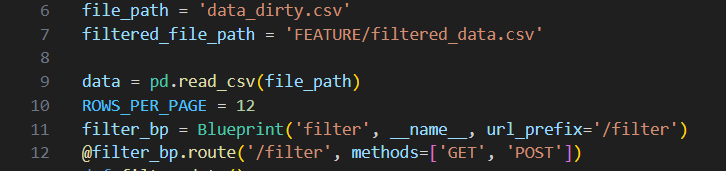 6 file_path = 'data_dirty.csv'
7 filtered_file_path = 'FEATURE/filtered_data.csv'
8
9 data = pd.read_csv(file_path)
10 ROWS_PER_PAGE = 12
11 filter_bp = Blueprint('filter', __name__, url_prefix='/filter')
12 @filter_bp.route('/filter', methods=['GET', 'POST'])